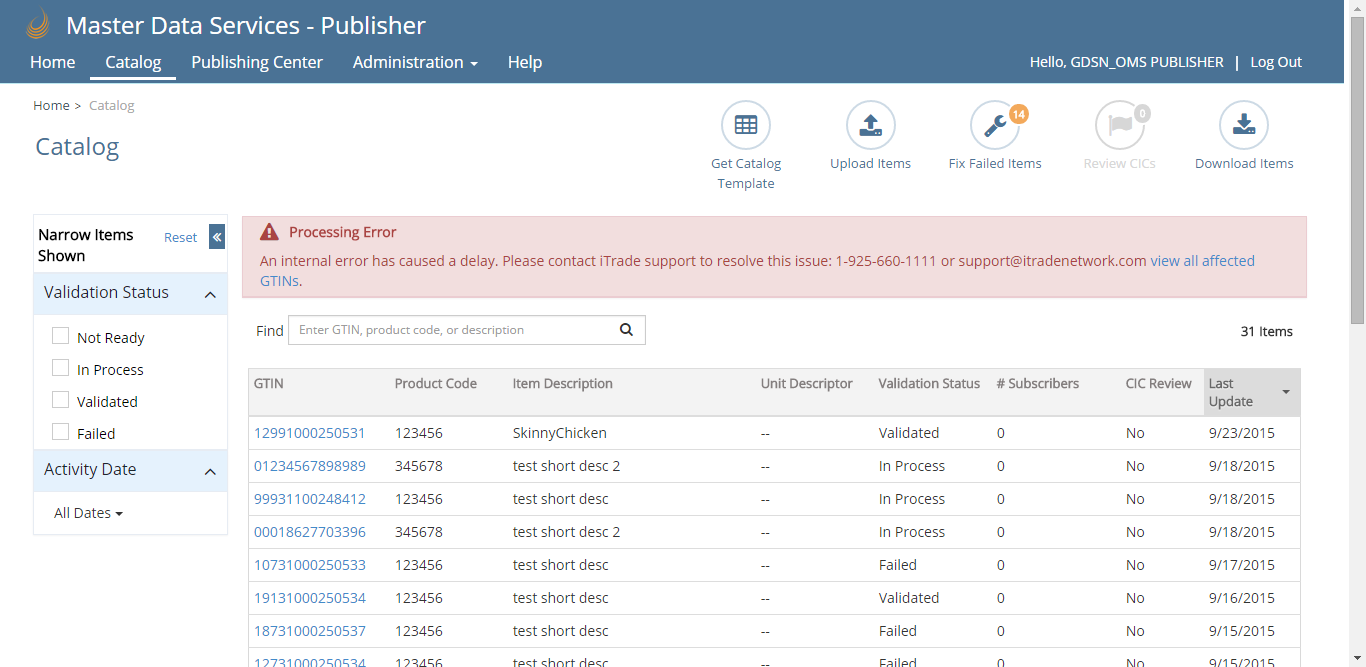 Master Data Services - Publisher
Home Catalog Publishing Center Administration Help
Hello, GDSN_OMS PUBLISHER | Log Out
Home > Catalog
Catalog
Get Catalog
Template
Upload Items
14
Fix Failed Items
0
Review CICs
Download Items
Narrow Items
Shown
Reset
«
Validation Status
Not Ready
In Process
Validated
Failed
Activity Date
All Dates
Processing Error
An internal error has caused a delay. Please contact iTrade support to resolve this issue: 1-925-660-1111 or support@itradenetwork.com view all affected
GTINs.
Find Enter GTIN, product code, or description
31 Items
GTIN Product Code Item Description Unit Descriptor Validation Status # Subscribers CIC Review Last
Update
12991000250531 123456 SkinnyChicken -- Validated 0 No 9/23/2015
01234567898989 345678 test short desc 2 -- In Process 0 No 9/18/2015
99931100248412 123456 test short desc -- In Process 0 No 9/18/2015
00018627703396 345678 test short desc 2 -- In Process 0 No 9/18/2015
10731000250533 123456 test short desc -- Failed 0 No 9/17/2015
19131000250534 123456 test short desc -- Validated 0 No 9/16/2015
18731000250537 123456 test short desc -- Failed 0 No 9/15/2015
12731000250534 123456 test short desc -- Failed 0 No 9/15/2015